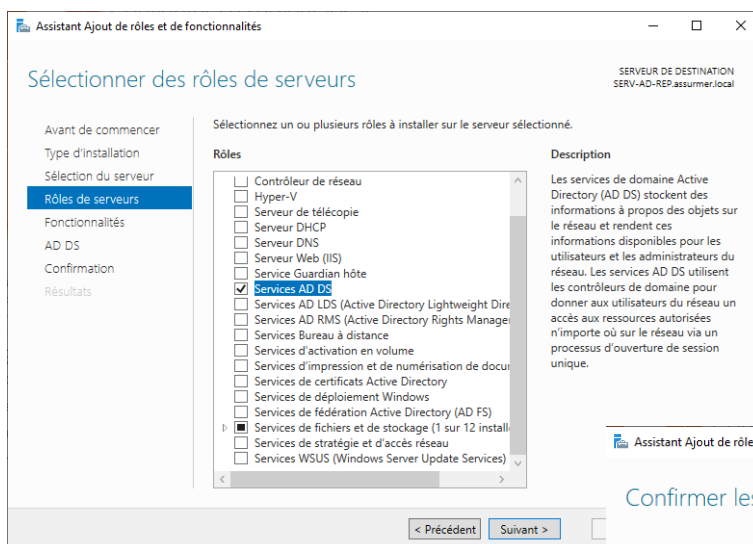 Assistant Ajout de rôles et de fonctionnalités
Sélectionner des rôles de serveurs
SERVEUR DE DESTINATION
SERV-AD-REP.assurmer.local
Avant de commencer
Type d'installation
Sélection du serveur
Rôles de serveurs
Fonctionnalités
AD DS
Confirmation
Résultats
Sélectionnez un ou plusieurs rôles à installer sur le serveur sélectionné.
Rôles
Contrôleur de réseau
Hyper-V
Serveur de télécopie
Serveur DHCP
Serveur DNS
Serveur Web (IIS)
Service Guardian hôte
Services AD DS
Services AD LDS (Active Directory Lightweight Dire
Services AD RMS (Active Directory Rights Manage
Services Bureau à distance
Services d'activation en volume
Services d'impression et de numérisation de docu
Services de certificats Active Directory
Services de déploiement Windows
Services de fédération Active Directory (AD FS)
Services de fichiers et de stockage (1 sur 12 install
Services de stratégie et d'accès réseau
Services WSUS (Windows Server Update Services)
Description
Les services de domaine Active
Directory (AD DS) stockent des
informations à propos des objets sur
le réseau et rendent ces
informations disponibles pour les
utilisateurs et les administrateurs du
réseau. Les services AD DS utilisent
les contrôleurs de domaine pour
donner aux utilisateurs du réseau un
accès aux ressources autorisées
n'importe où sur le réseau via un
processus d'ouverture de session
unique.
< Précédent
Suivant >
Assistant Ajout de rôle
Confirmer les